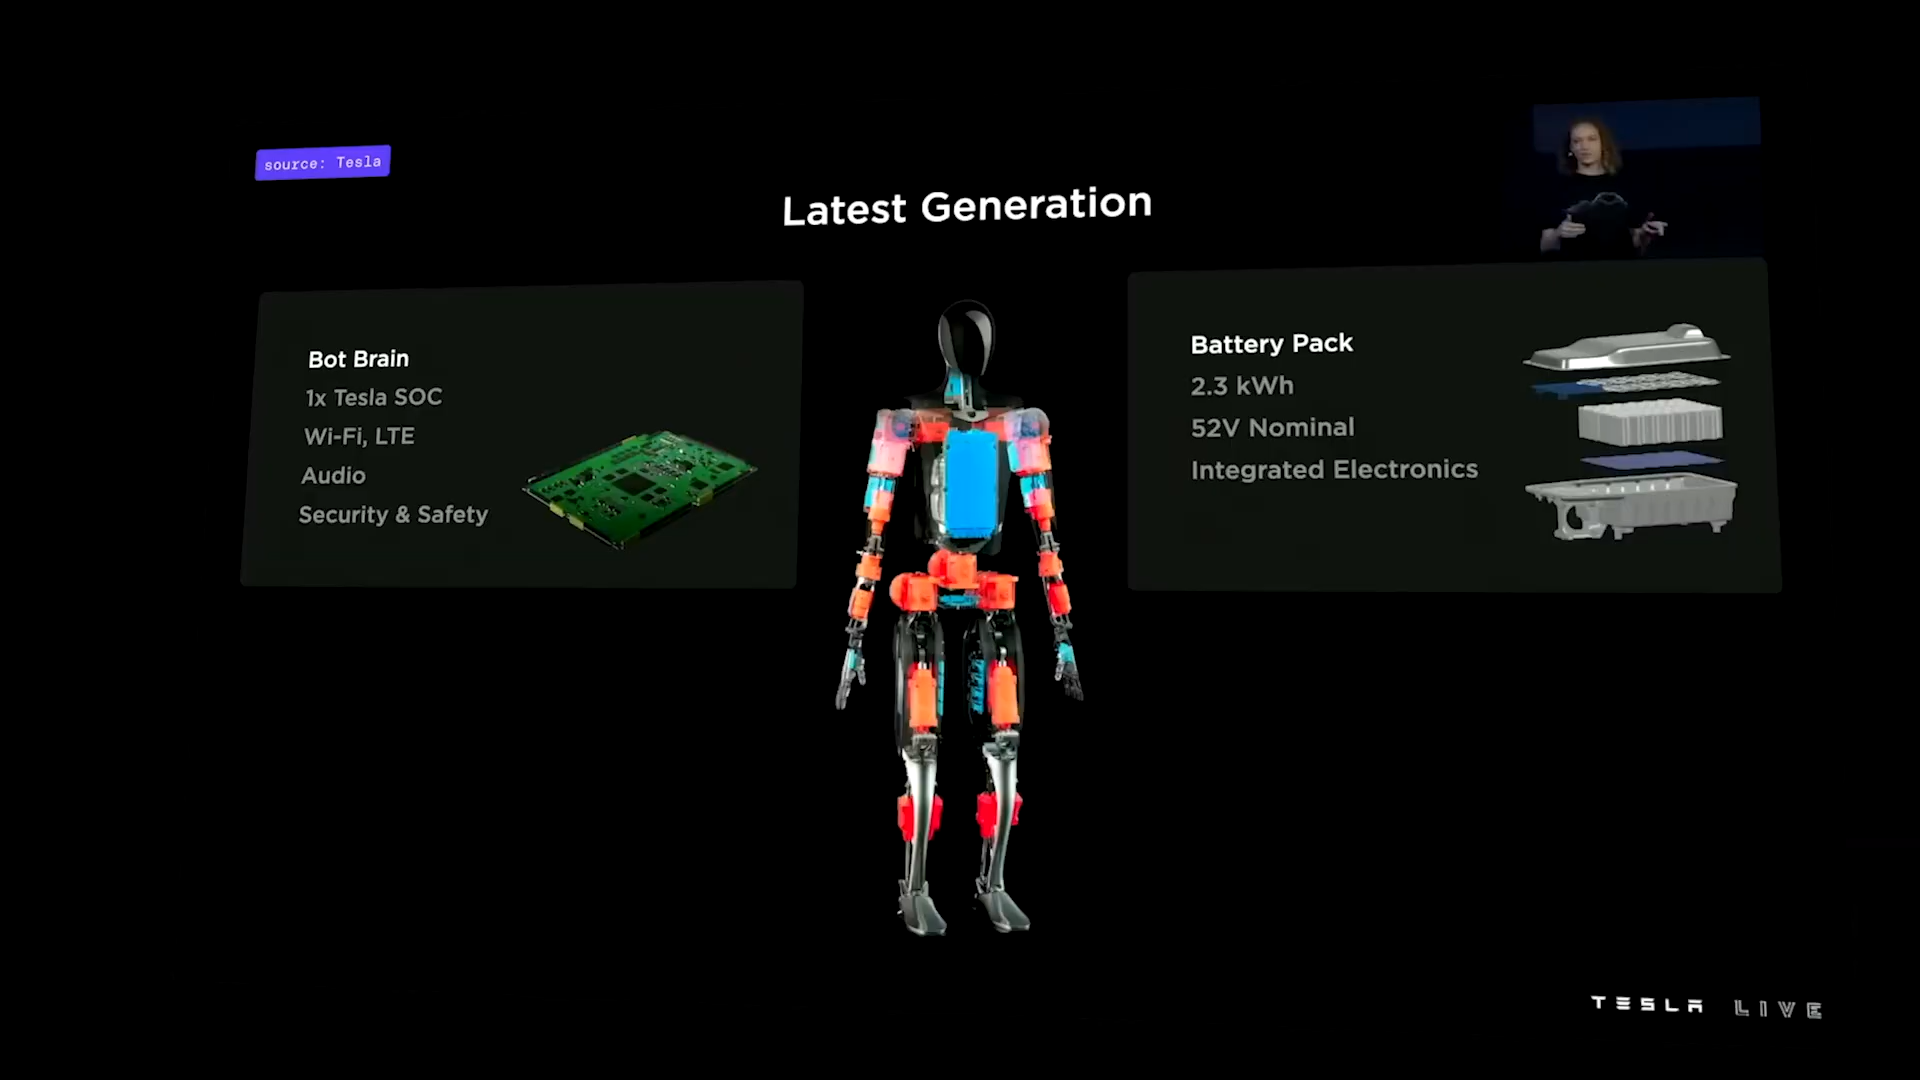 source: Tesla
Latest Generation
Bot Brain
1x Tesla SOC
Wi-Fi, LTE
Audio
Security & Safety
Battery Pack
2.3 kWh
52V Nominal
Integrated Electronics
TESLA LIVE